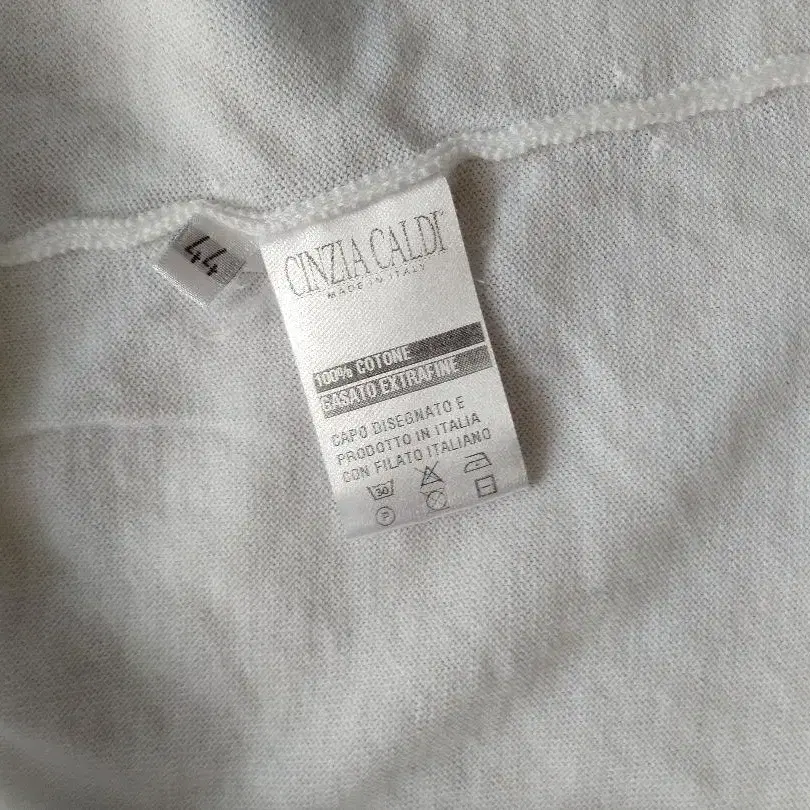 44
CINZIA CALDI
MADE IN ITALY
100% COTONE
GASATO EXTRAFINE
CAPO DISEGNATO E
PRODOTTO IN ITALIA
CON FILATO ITALIANO
30
P